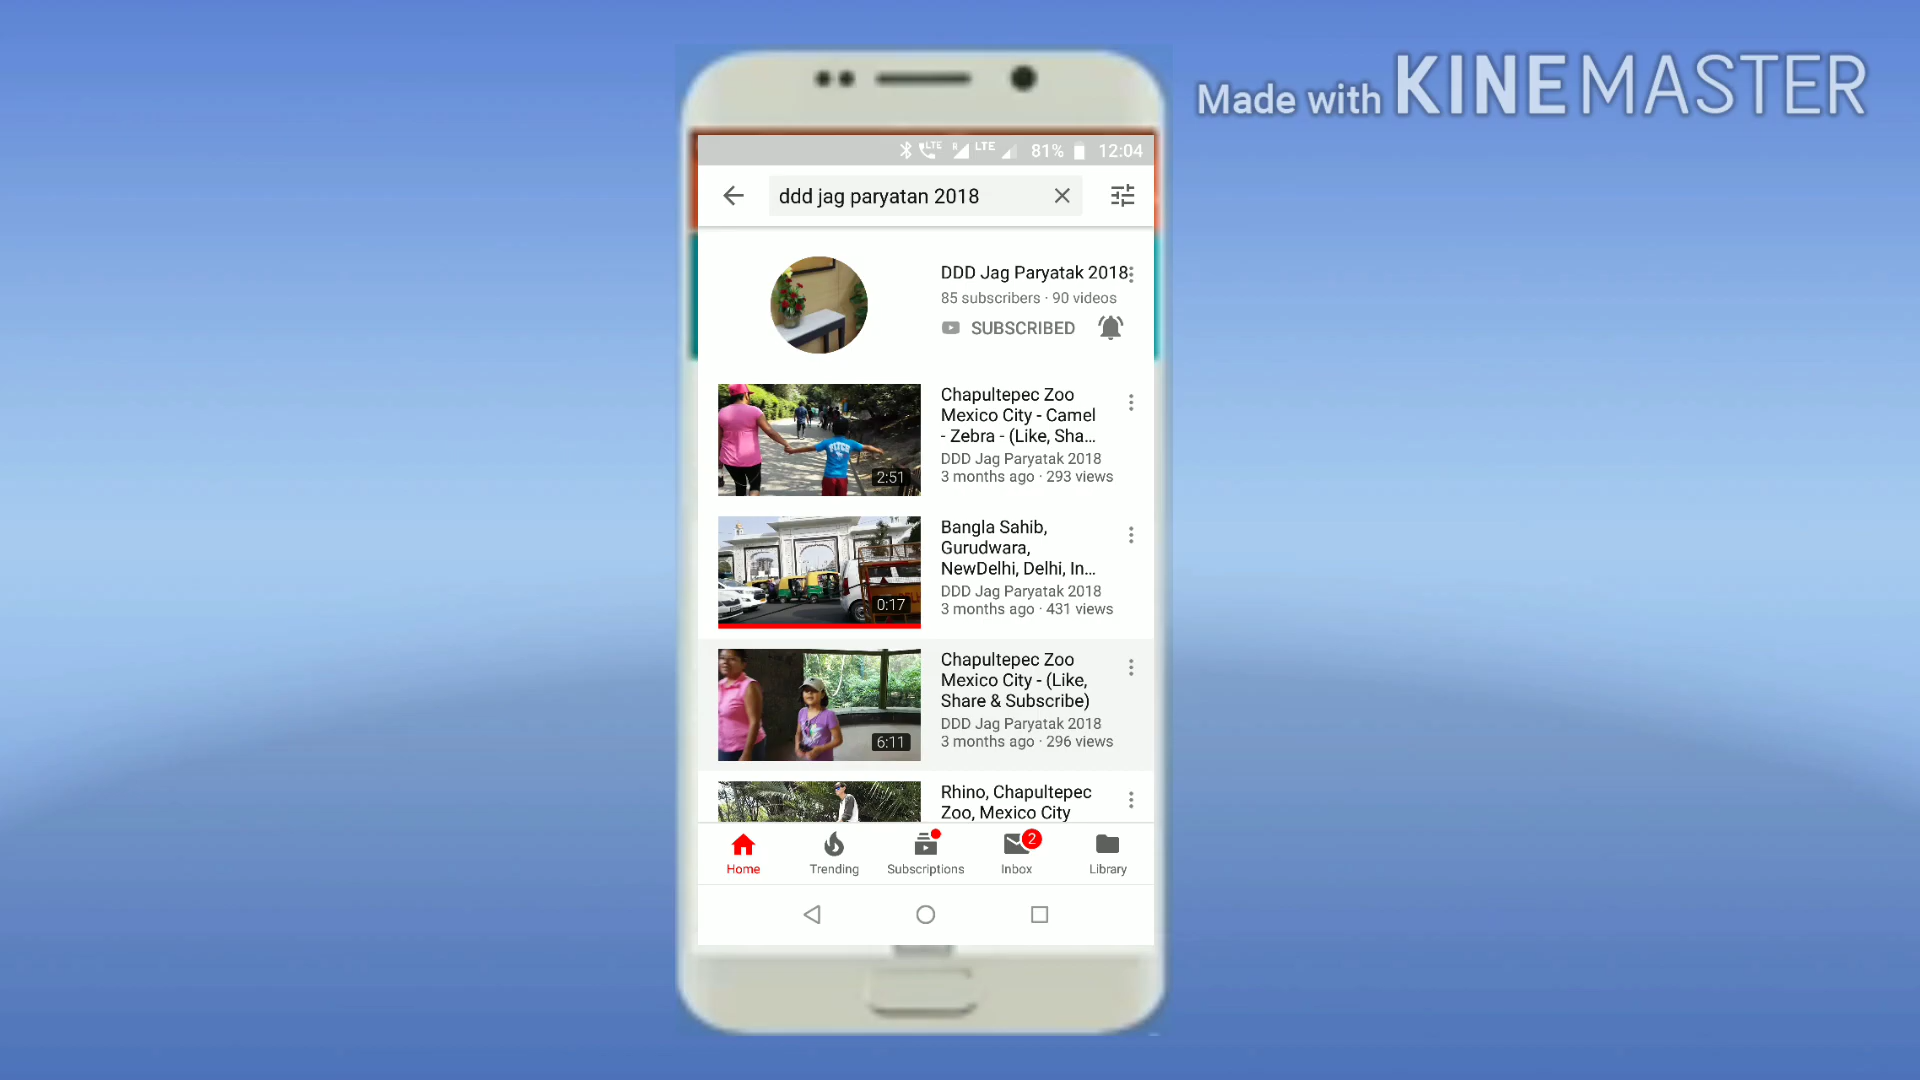 Made with KINEMASTER
LTE LTE 81% 12:04
ddd jag paryatan 2018
DDD Jag Paryatak 2018
85 subscribers · 90 videos
SUBSCRIBED
Chapultepec Zoo
Mexico City - Camel
- Zebra - (Like, Sha...
DDD Jag Paryatak 2018
3 months ago · 293 views
2:51
Bangla Sahib,
Gurudwara,
NewDelhi, Delhi, In...
DDD Jag Paryatak 2018
3 months ago · 431 views
0:17
Chapultepec Zoo
Mexico City - (Like,
Share & Subscribe)
DDD Jag Paryatak 2018
3 months ago · 296 views
6:11
Rhino, Chapultepec
Zoo, Mexico City
2
Home Trending Subscriptions Inbox Library